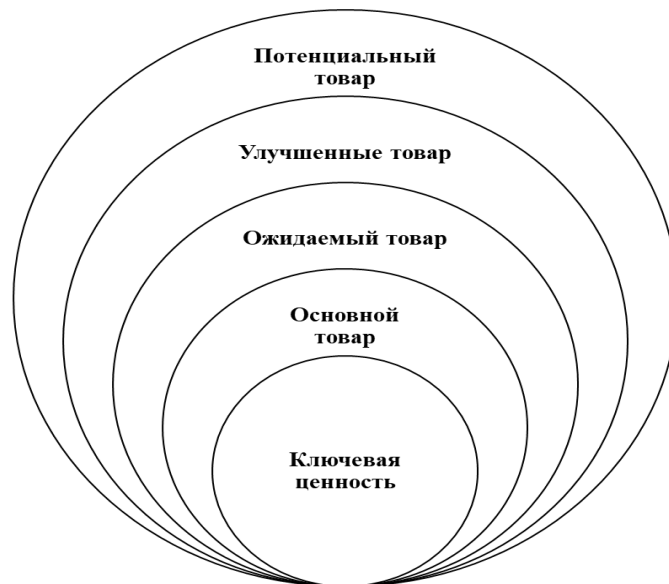 Потенциальный
товар
Улучшенные товар
Ожидаемый товар
Основной
товар
Ключевая
ценность